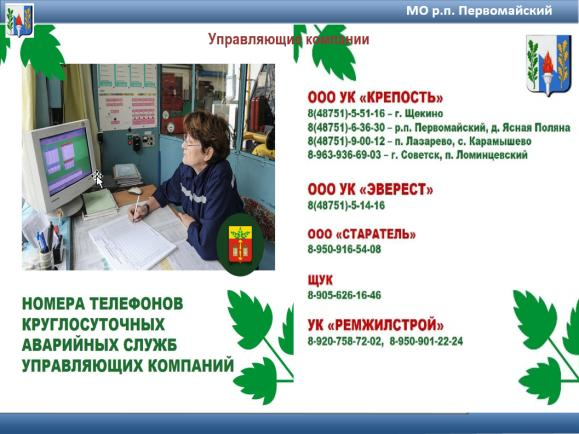 МО р.п. Первомайский
Управляющие компании
ООО УК «КРЕПОСТЬ»
8(48751)-5-51-16 – г. Щекино
8(48751)-6-36-30 – р.п. Первомайский, д. Ясная Поляна
8(48751)-9-00-12 – п. Лазарево, с. Карамышево
8-963-936-69-03 – г. Советск, п. Ломинцевский
ООО УК «ЭВЕРЕСТ»
8(48751)-5-14-16
ООО «СТАРАТЕЛЬ»
8-950-916-54-08
ЩУК
8-905-626-16-46
УК «РЕМЖИЛСТРОЙ»
8-920-758-72-02, 8-950-901-22-24
НОМЕРА ТЕЛЕФОНОВ
КРУГЛОСУТОЧНЫХ
АВАРИЙНЫХ СЛУЖБ
УПРАВЛЯЮЩИХ КОМПАНИЙ